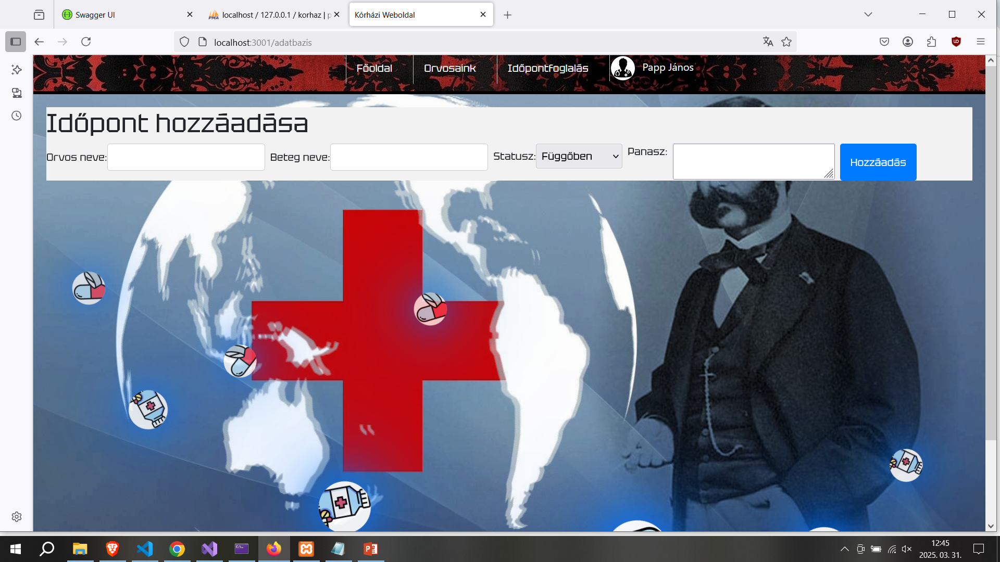 Swagger UI
localhost / 127.0.0.1 / korhaz | p
Kórházi Weboldal
localhost:3001/adatbazis
Főoldal
Orvosaink
Időpontfoglalás
Papp János
Időpont hozzáadása
Orvos neve:
Beteg neve:
Statusz:
Függőben
Panasz:
Hozzáadás
12:45
2025. 03. 31.